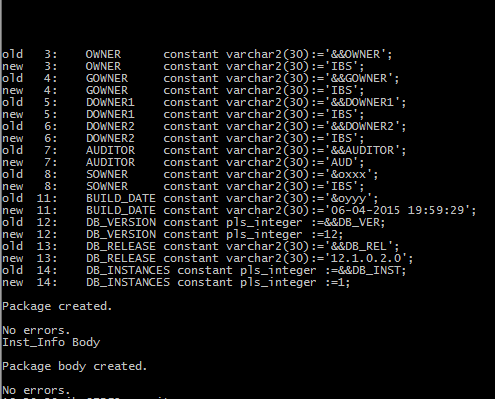 old   3:    OWNER      constant varchar2(30):='&&OWNER';
new   3:    OWNER      constant varchar2(30):='IBS';
old   4:    GOWNER     constant varchar2(30):='&&GOWNER';
new   4:    GOWNER     constant varchar2(30):='IBS';
old   5:    DOWNER1    constant varchar2(30):='&&DOWNER1';
new   5:    DOWNER1    constant varchar2(30):='IBS';
old   6:    DOWNER2    constant varchar2(30):='&&DOWNER2';
new   6:    DOWNER2    constant varchar2(30):='IBS';
old   7:    AUDITOR    constant varchar2(30):='&&AUDITOR';
new   7:    AUDITOR    constant varchar2(30):='AUD';
old   8:    SOWNER     constant varchar2(30):='&oxxx';
new   8:    SOWNER     constant varchar2(30):='IBS';
old  11:    BUILD_DATE constant varchar2(30):='&oyyy';
new  11:    BUILD_DATE constant varchar2(30):='06-04-2015 19:59:29';
old  12:    DB_VERSION constant pls_integer :=&&DB_VER;
new  12:    DB_VERSION constant pls_integer :=12;
old  13:    DB_RELEASE constant varchar2(30):='&&DB_REL';
new  13:    DB_RELEASE constant varchar2(30):='12.1.0.2.0';
old  14:    DB_INSTANCES constant pls_integer :=&&DB_INST;
new  14:    DB_INSTANCES constant pls_integer :=1;
Package created.
No errors.
Inst_Info Body
Package body created.
No errors.